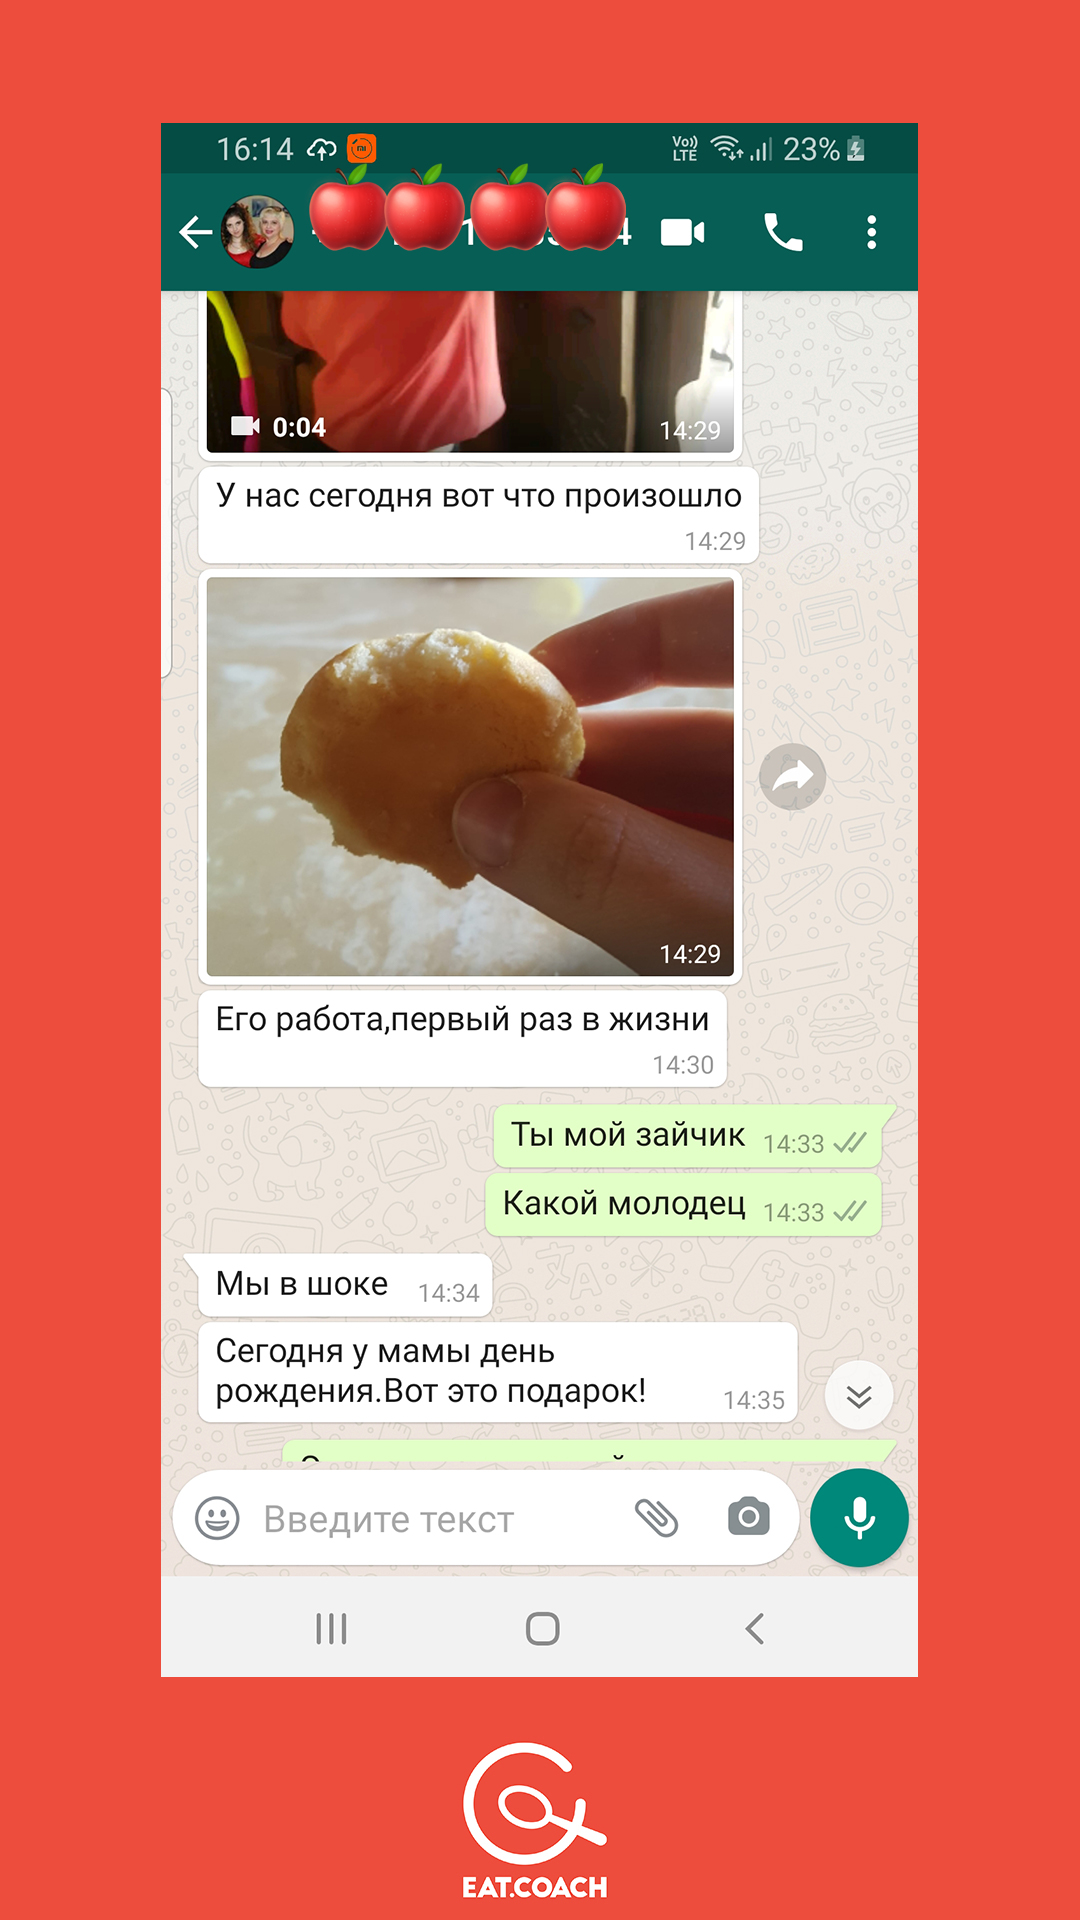 16:14
Vo))
LTE
23%
0:04
14:29
У нас сегодня вот что произошло
14:29
14:29
Его работа,первый раз в жизни
14:30
Ты мой зайчик 14:33
Какой молодец 14:33
Мы в шоке 14:34
Сегодня у мамы день
рождения.Вот это подарок! 14:35
Введите текст
EAT.COACH